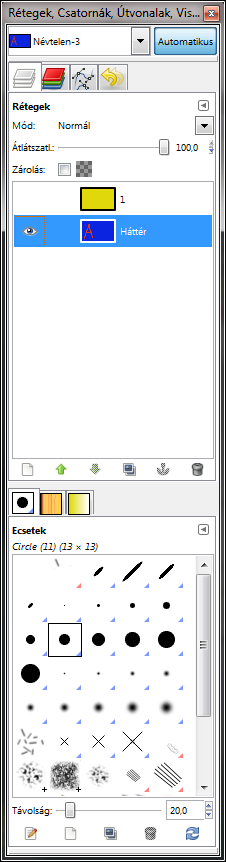 Rétegek, Csatornák, Útvonalak, Vis...
Névtelen-3
Automatikus
Rétegek
Mód: Normál
Átlátszatl.: 100,0
Zárolás:
1
Háttér
Ecsetek
Circle (11) (13 × 13)
Távolság: 20,0